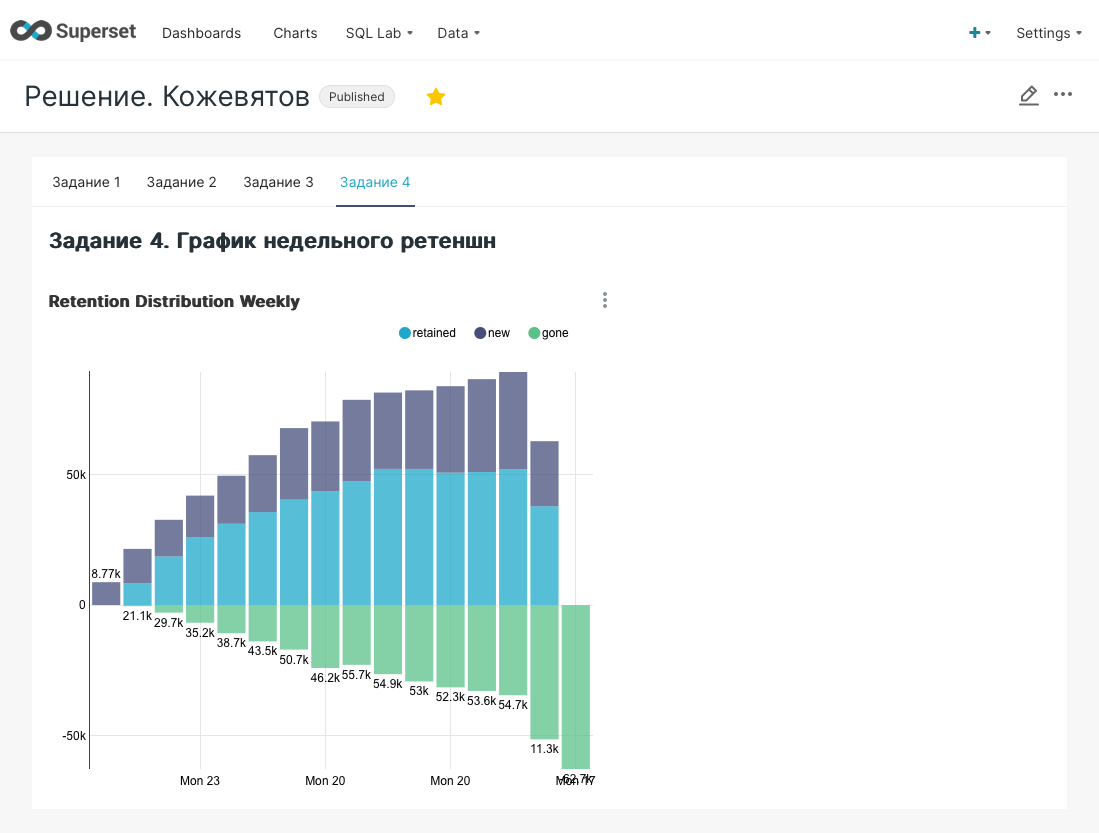 Superset Dashboards Charts SQL Lab Data Settings
Решение. Кожевятов Published
Задание 1 Задание 2 Задание 3 Задание 4
Задание 4. График недельного ретеншн
Retention Distribution Weekly
retained new gone
50k
8.77k
0
21.1k
29.7k
35.2k
38.7k
43.5k
50.7k
46.2k
55.7k
54.9k
53k
52.3k
53.6k
54.7k
-50k
11.3k
-62.7k
Mon 23 Mon 20 Mon 20 Mon 17